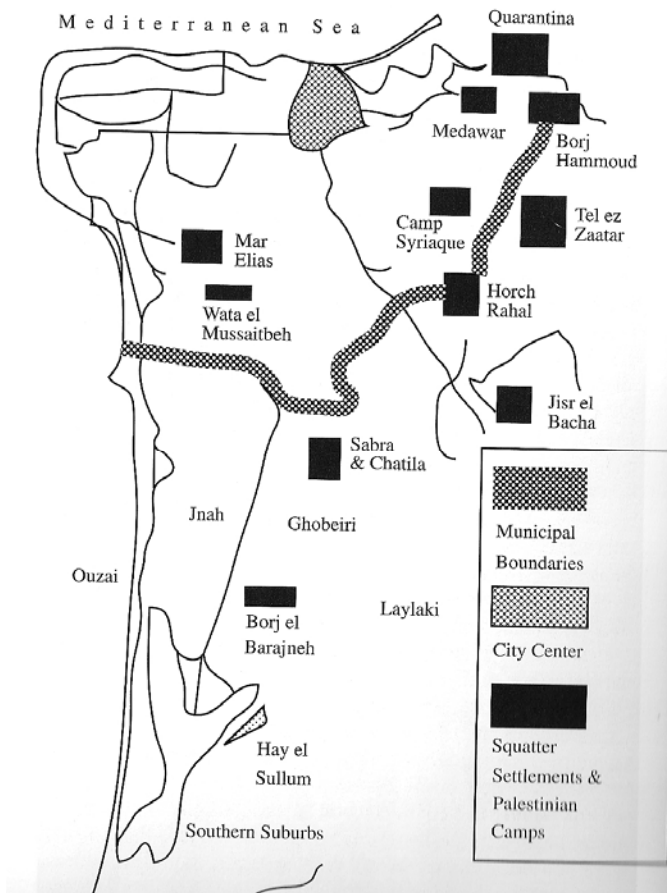 Mediterranean Sea
Quarantina
Medawar
Borj
Hammoud
Camp
Syriaque
Tel ez
Zaatar
Mar
Elias
Wata el
Mussaitbeh
Horch
Rahal
Jisr el
Bacha
Sabra
& Chatila
Jnah
Ghobeiri
Ouzai
Laylaki
Borj el
Barajneh
Hay el
Sullum
Southern Suburbs
Municipal
Boundaries
City Center
Squatter
Settlements &
Palestinian
Camps